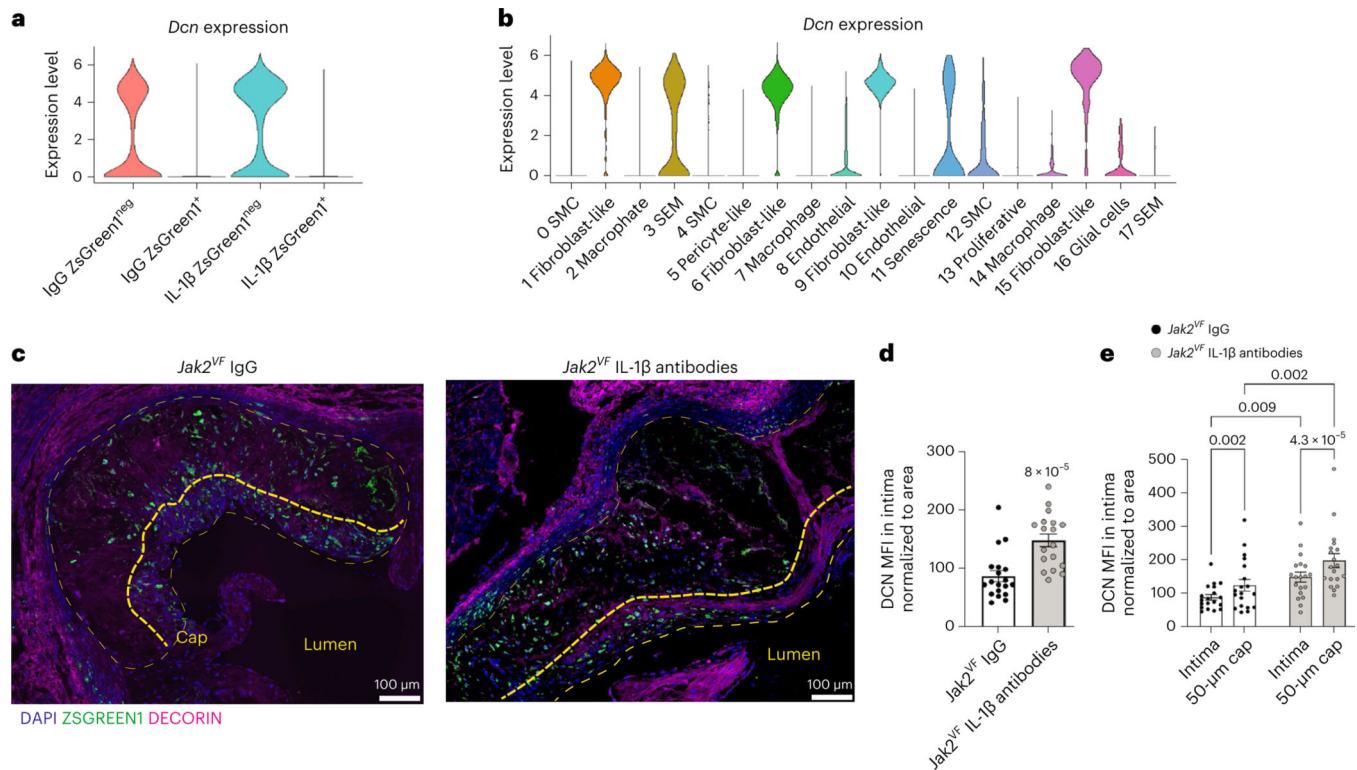 a
Dcn expression
Expression level
6
4
2
0
IgG ZsGreen1neg
IgG ZsGreen1+
IL-1β ZsGreen1neg
IL-1β ZsGreen1+
b
Dcn expression
Expression level
6
4
2
0
0 SMC
1 Fibroblast-like
2 Macrophate
3 SEM
4 SMC
5 Pericyte-like
6 Fibroblast-like
7 Macrophage
8 Endothelial
9 Fibroblast-like
10 Endothelial
11 Senescence
12 SMC
13 Proliferative
14 Macrophage
15 Fibroblast-like
16 Glial cells
17 SEM
c
Jak2VF IgG
Cap
Lumen
100 μm
Jak2VF IL-1β antibodies
Lumen
100 μm
DAPI ZSGREEN1 DECORIN
d
DCN MFI in intima
normalized to area
300
200
100
0
8 × 10−5
Jak2VF IgG
Jak2VF IL-1β antibodies
Jak2VF IgG
Jak2VF IL-1β antibodies
e
0.002
0.009
0.002
4.3 × 10−5
DCN MFI in intima
normalized to area
500
400
300
200
100
0
Intima
50-μm cap
Intima
50-μm cap